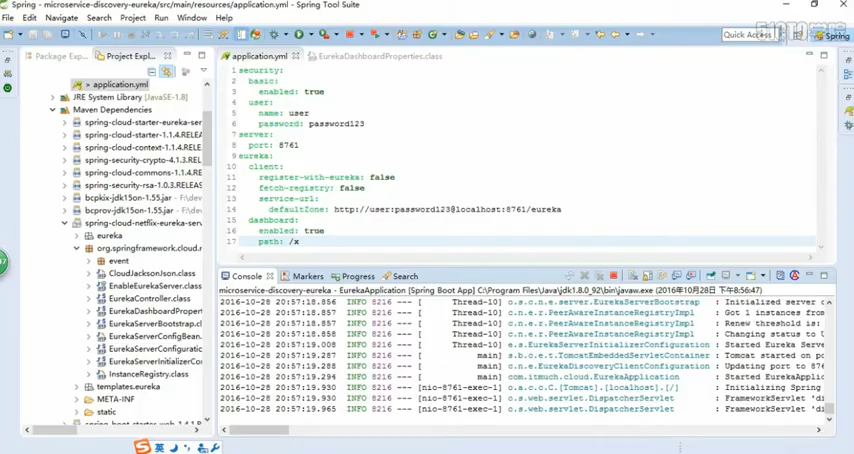 Spring - microservice-discovery-eureka/src/main/resources/application.yml - Spring Tool Suite
File Edit Navigate Search Project Run Window Help
Quick Access
Spring
Package Exp...
Project Expl...
> application.yml
JRE System Library [JavaSE-1.8]
Maven Dependencies
spring-cloud-starter-eureka-ser
spring-cloud-starter-1.1.4.RELEA
spring-cloud-context-1.1.4.RELE
spring-security-crypto-4.1.3.REL
spring-cloud-commons-1.1.4.RE
spring-security-rsa-1.0.3.RELEAS
bcpkix-jdk15on-1.55.jar - F:\de
bcprov-jdk15on-1.55.jar - F:\de
spring-cloud-netflix-eureka-serv
eureka
org.springframework.cloud.n
event
CloudJacksonJson.class
EnableEurekaServer.class
EurekaController.class
EurekaDashboardPropert
EurekaServerBootstrap.c
EurekaServerConfigBean.
EurekaServerConfigurati
EurekaServerInitializerCo
InstanceRegistry.class
templates.eureka
META-INF
static
application.yml
EurekaDashboardProperties.class
1 security:
2 basic:
3 enabled: true
4 user:
5 name: user
6 password: password123
7 server:
8 port: 8761
9 eureka:
10 client:
11 register-with-eureka: false
12 fetch-registry: false
13 service-url:
14 defaultZone: http://user:password123@localhost:8761/eureka
15 dashboard:
16 enabled: true
17 path: /x
Console Markers Progress Search
microservice-discovery-eureka - EurekaApplication [Spring Boot App] C:\Program Files\Java\jdk1.8.0_92\bin\javaw.exe (2016年10月28日 下午8:56:47)
2016-10-28 20:57:18.856 INFO 8216 --- [ Thread-10] o.s.c.n.e.server.EurekaServerBootstrap : Initialized server c
2016-10-28 20:57:18.856 INFO 8216 --- [ Thread-10] c.n.e.r.PeerAwareInstanceRegistryImpl : Got 1 instances from
2016-10-28 20:57:18.856 INFO 8216 --- [ Thread-10] c.n.e.r.PeerAwareInstanceRegistryImpl : Renew threshold is:
2016-10-28 20:57:18.856 INFO 8216 --- [ Thread-10] c.n.e.r.PeerAwareInstanceRegistryImpl : Changing status to
2016-10-28 20:57:19.008 INFO 8216 --- [ Thread-10] e.s.EurekaServerInitializerConfiguration : Started Eureka Serve
2016-10-28 20:57:19.287 INFO 8216 --- [ main] s.b.c.e.t.TomcatEmbeddedServletContainer : Tomcat started on po
2016-10-28 20:57:19.288 INFO 8216 --- [ main] c.n.e.EurekaDiscoveryClientConfiguration : Updating port to 876
2016-10-28 20:57:19.294 INFO 8216 --- [ main] com.itmuch.cloud.EurekaApplication : Started EurekaApplic
2016-10-28 20:57:19.930 INFO 8216 --- [nio-8761-exec-1] o.a.c.c.C.[Tomcat].[localhost].[/] : Initializing Spring
2016-10-28 20:57:19.930 INFO 8216 --- [nio-8761-exec-1] o.s.web.servlet.DispatcherServlet : FrameworkServlet 'di
2016-10-28 20:57:19.965 INFO 8216 --- [nio-8761-exec-1] o.s.web.servlet.DispatcherServlet : FrameworkServlet 'di
英